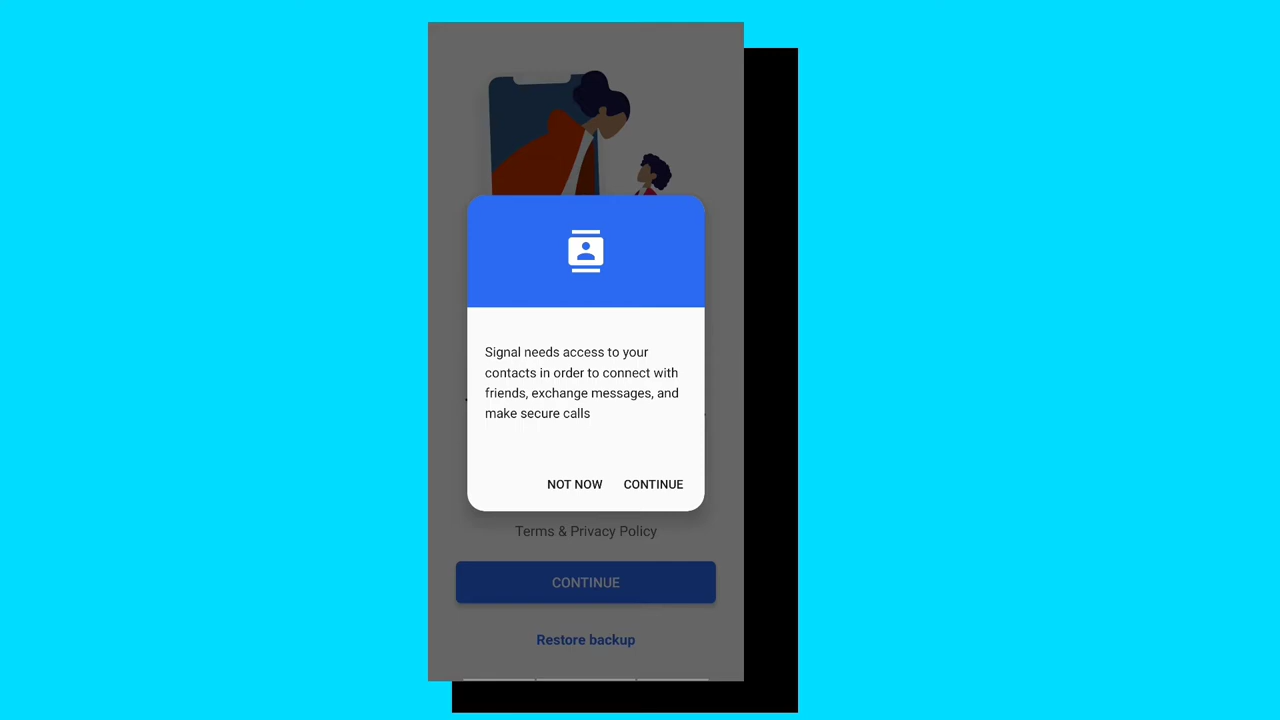 Signal needs access to your
contacts in order to connect with
friends, exchange messages, and
make secure calls
NOT NOW CONTINUE
Terms & Privacy Policy
CONTINUE
Restore backup